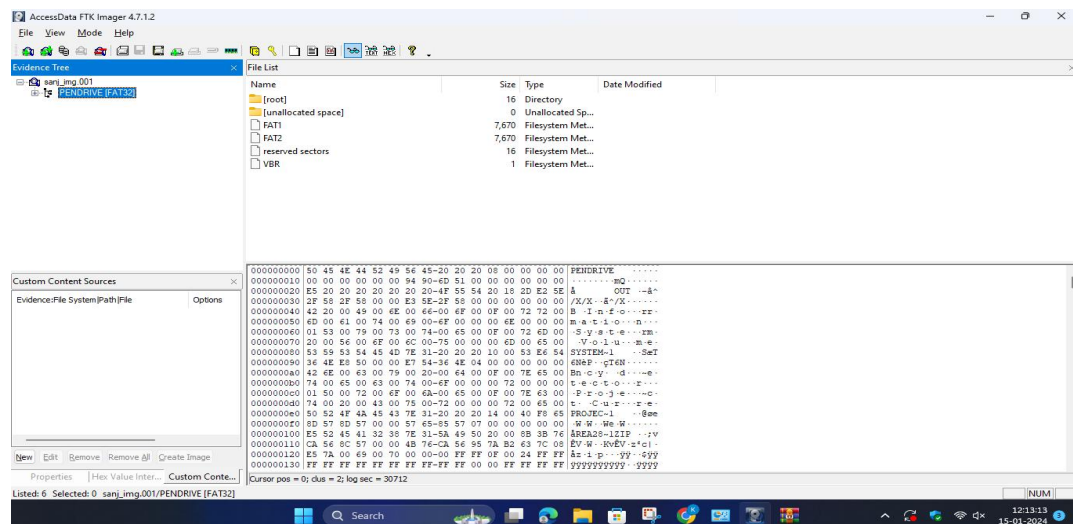 AccessData FTK Imager 4.7.1.2
File View Mode Help
Evidence Tree
sanj_img.001
PENDRIVE [FAT32]
File List
Name Size Type Date Modified
[root] 16 Directory
[unallocated space] 0 Unallocated Sp...
FAT1 7,670 Filesystem Met...
FAT2 7,670 Filesystem Met...
reserved sectors 16 Filesystem Met...
VBR 1 Filesystem Met...
Custom Content Sources
Evidence:File System|Path|File Options
New Edit Remove Remove All Create Image
Properties Hex Value Inter... Custom Conte...
000000000 50 45 4E 44 52 49 56 45-20 20 20 08 00 00 00 00 PENDRIVE ·····
000000010 00 00 00 00 00 00 94 90-6D 51 00 00 00 00 00 00 ········mQ······
000000020 E5 20 20 20 20 20 20 20-4F 55 54 20 18 2D E2 5E å OUT ·-â^
000000030 2F 58 2F 58 00 00 E3 5E-2F 58 00 00 00 00 00 00 /X/X··ã^/X······
000000040 42 20 00 49 00 6E 00 66-00 6F 00 0F 00 72 72 00 B ·I·n·f·o···rr·
000000050 6D 00 61 00 74 00 69 00-6F 00 00 00 6E 00 00 00 m·a·t·i·o···n···
000000060 01 53 00 79 00 73 00 74-00 65 00 0F 00 72 6D 00 ·S·y·s·t·e···rm·
000000070 20 00 56 00 6F 00 6C 00-75 00 00 00 6D 00 65 00 ·V·o·l·u···m·e·
000000080 53 59 53 54 45 4D 7E 31-20 20 20 10 00 53 E6 54 SYSTEM~1 ··SæT
000000090 36 4E E8 50 00 00 E7 54-36 4E 04 00 00 00 00 00 6NèP··çT6N······
0000000a0 42 6E 00 63 00 79 00 20-00 64 00 0F 00 7E 65 00 Bn·c·y· ·d···~e·
0000000b0 74 00 65 00 63 00 74 00-6F 00 00 00 72 00 00 00 t·e·c·t·o···r···
0000000c0 01 50 00 72 00 6F 00 6A-00 65 00 0F 00 7E 63 00 ·P·r·o·j·e···~c·
0000000d0 74 00 20 00 43 00 75 00-72 00 00 00 72 00 65 00 t· ·C·u·r···r·e·
0000000e0 50 52 4F 4A 45 43 7E 31-20 20 20 14 00 40 F8 65 PROJEC~1 ··@øe
0000000f0 8D 57 8D 57 00 00 57 65-85 57 07 00 00 00 00 00 ·W·W··We·W······
000000100 E5 52 45 41 32 38 7E 31-5A 49 50 20 00 8B 3B 76 åREA28~1ZIP ··;v
000000110 CA 56 8C 57 00 00 4B 76-CA 56 95 7A B2 63 7C 08 ÊV·W··KvÊV·z²c|·
000000120 E5 7A 00 69 00 70 00 00-00 FF FF 0F 00 24 FF FF åz·i·p···ÿÿ··$ÿÿ
000000130 FF FF FF FF FF FF FF FF-FF FF 00 00 FF FF FF FF ÿÿÿÿÿÿÿÿÿÿ··ÿÿÿÿ
Cursor pos = 0; clus = 2; log sec = 30712
Listed: 6 Selected: 0 sanj_img.001/PENDRIVE [FAT32]
NUM
Search
12:13:13
15-01-2024
3